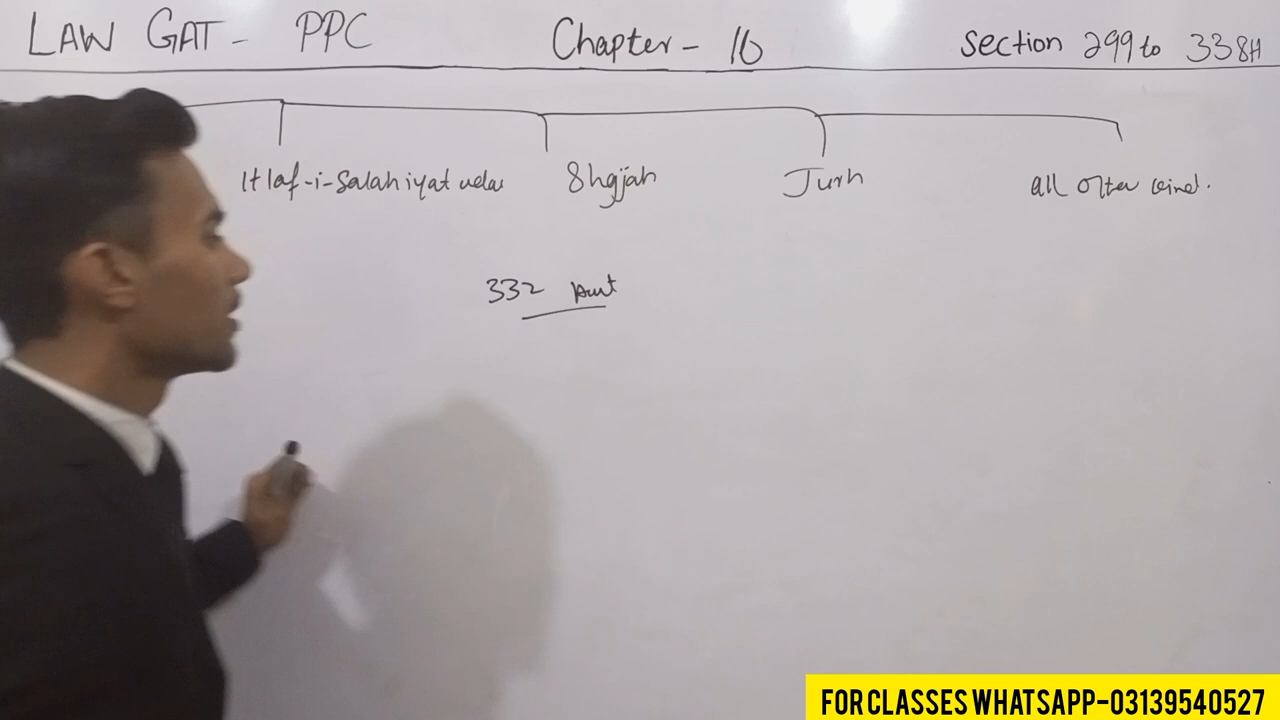 LAW GAT - PPC Chapter - 16 Section 299 to 338H
Itlaf-i-Salahiyat udw Shajjah Jurh all other kind.
332 hurt
FOR CLASSES WHATSAPP-03139540527